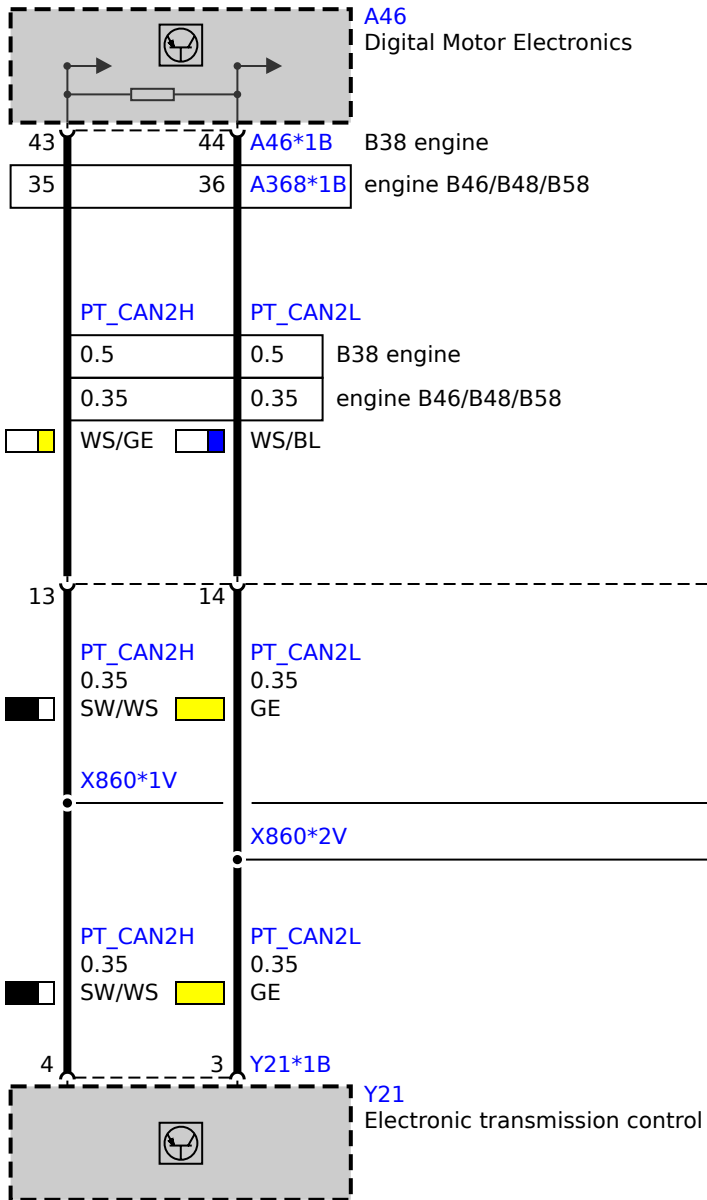 A46
Digital Motor Electronics
43 44 A46*1B B38 engine
35 36 A368*1B engine B46/B48/B58
PT_CAN2H PT_CAN2L
0.5 0.5 B38 engine
0.35 0.35 engine B46/B48/B58
WS/GE WS/BL
13 14
PT_CAN2H PT_CAN2L
0.35 0.35
SW/WS GE
X860*1V
X860*2V
PT_CAN2H PT_CAN2L
0.35 0.35
SW/WS GE
4 3 Y21*1B
Y21
Electronic transmission control